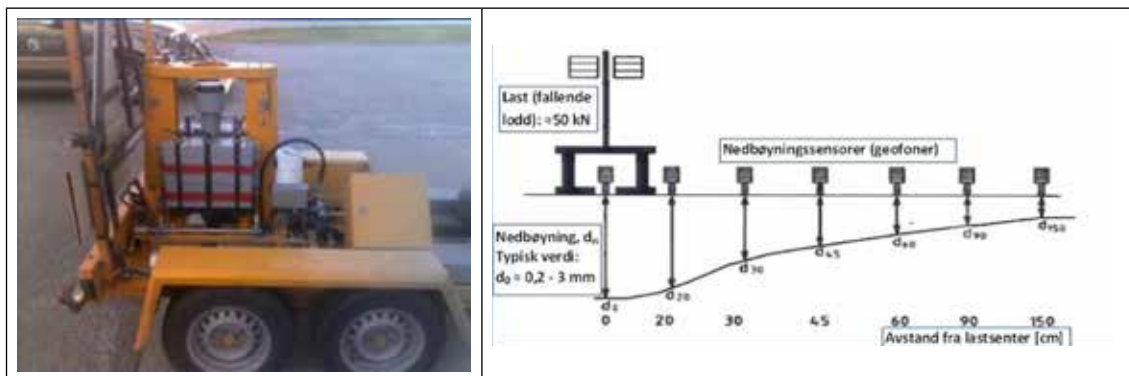 Last (fallende
lodd): ≈50 kN
Nedbøyningssensorer (geofoner)
Nedbøyning, dₙ
Typisk verdi:
d₀ ≈ 0,2 - 3 mm
d₀
d₂₀
d₃₀
d₄₅
d₆₀
d₉₀
d₁₅₀
0 20 30 45 60 90 150
Avstand fra lastsenter [cm]